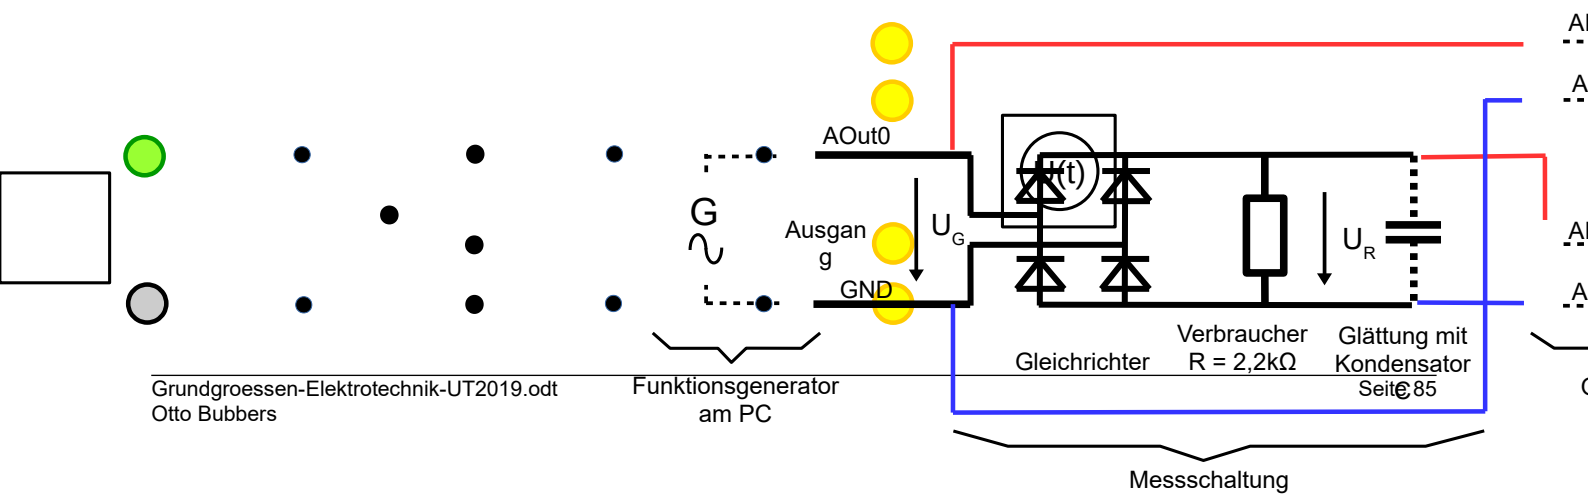 AOut0
U(t)
G
Ausgan
g
U G
U R
GND
Verbraucher
R = 2,2kΩ
Glättung mit
Kondensator
C
Gleichrichter
Funktionsgenerator
am PC
Grundgroessen-Elektrotechnik-UT2019.odt
Otto Bubbers
Seite 85
Messschaltung